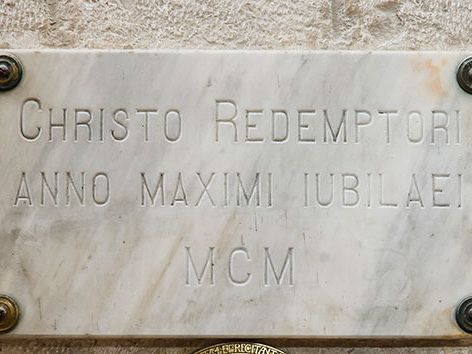 CHRISTO REDEMPTORI
ANNO MAXIMI IUBILAEI
MCM